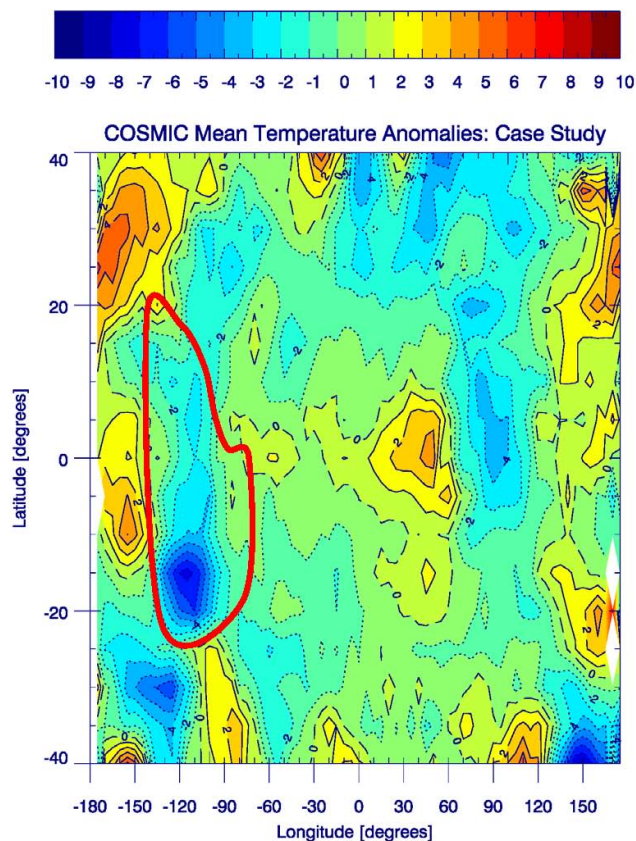 -10 -9 -8 -7 -6 -5 -4 -3 -2 -1 0 1 2 3 4 5 6 7 8 9 10
COSMIC Mean Temperature Anomalies: Case Study
40
20
0
-20
-40
Latitude [degrees]
-180 -150 -120 -90 -60 -30 0 30 60 90 120 150
Longitude [degrees]